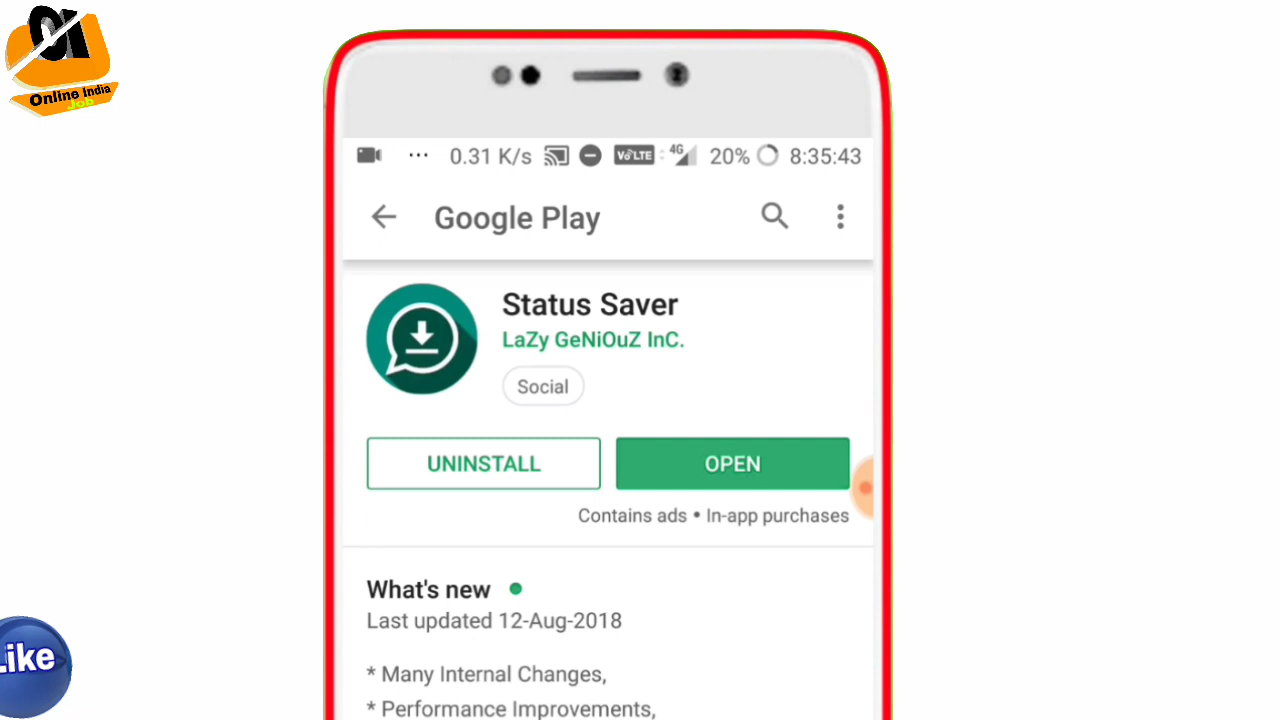 OI
Online India
Job
0.31 K/s VoLTE 4G 20% 8:35:43
Google Play
Status Saver
LaZy GeNiOuZ InC.
Social
UNINSTALL
OPEN
Contains ads • In-app purchases
What's new
Last updated 12-Aug-2018
* Many Internal Changes,
* Performance Improvements,
Like